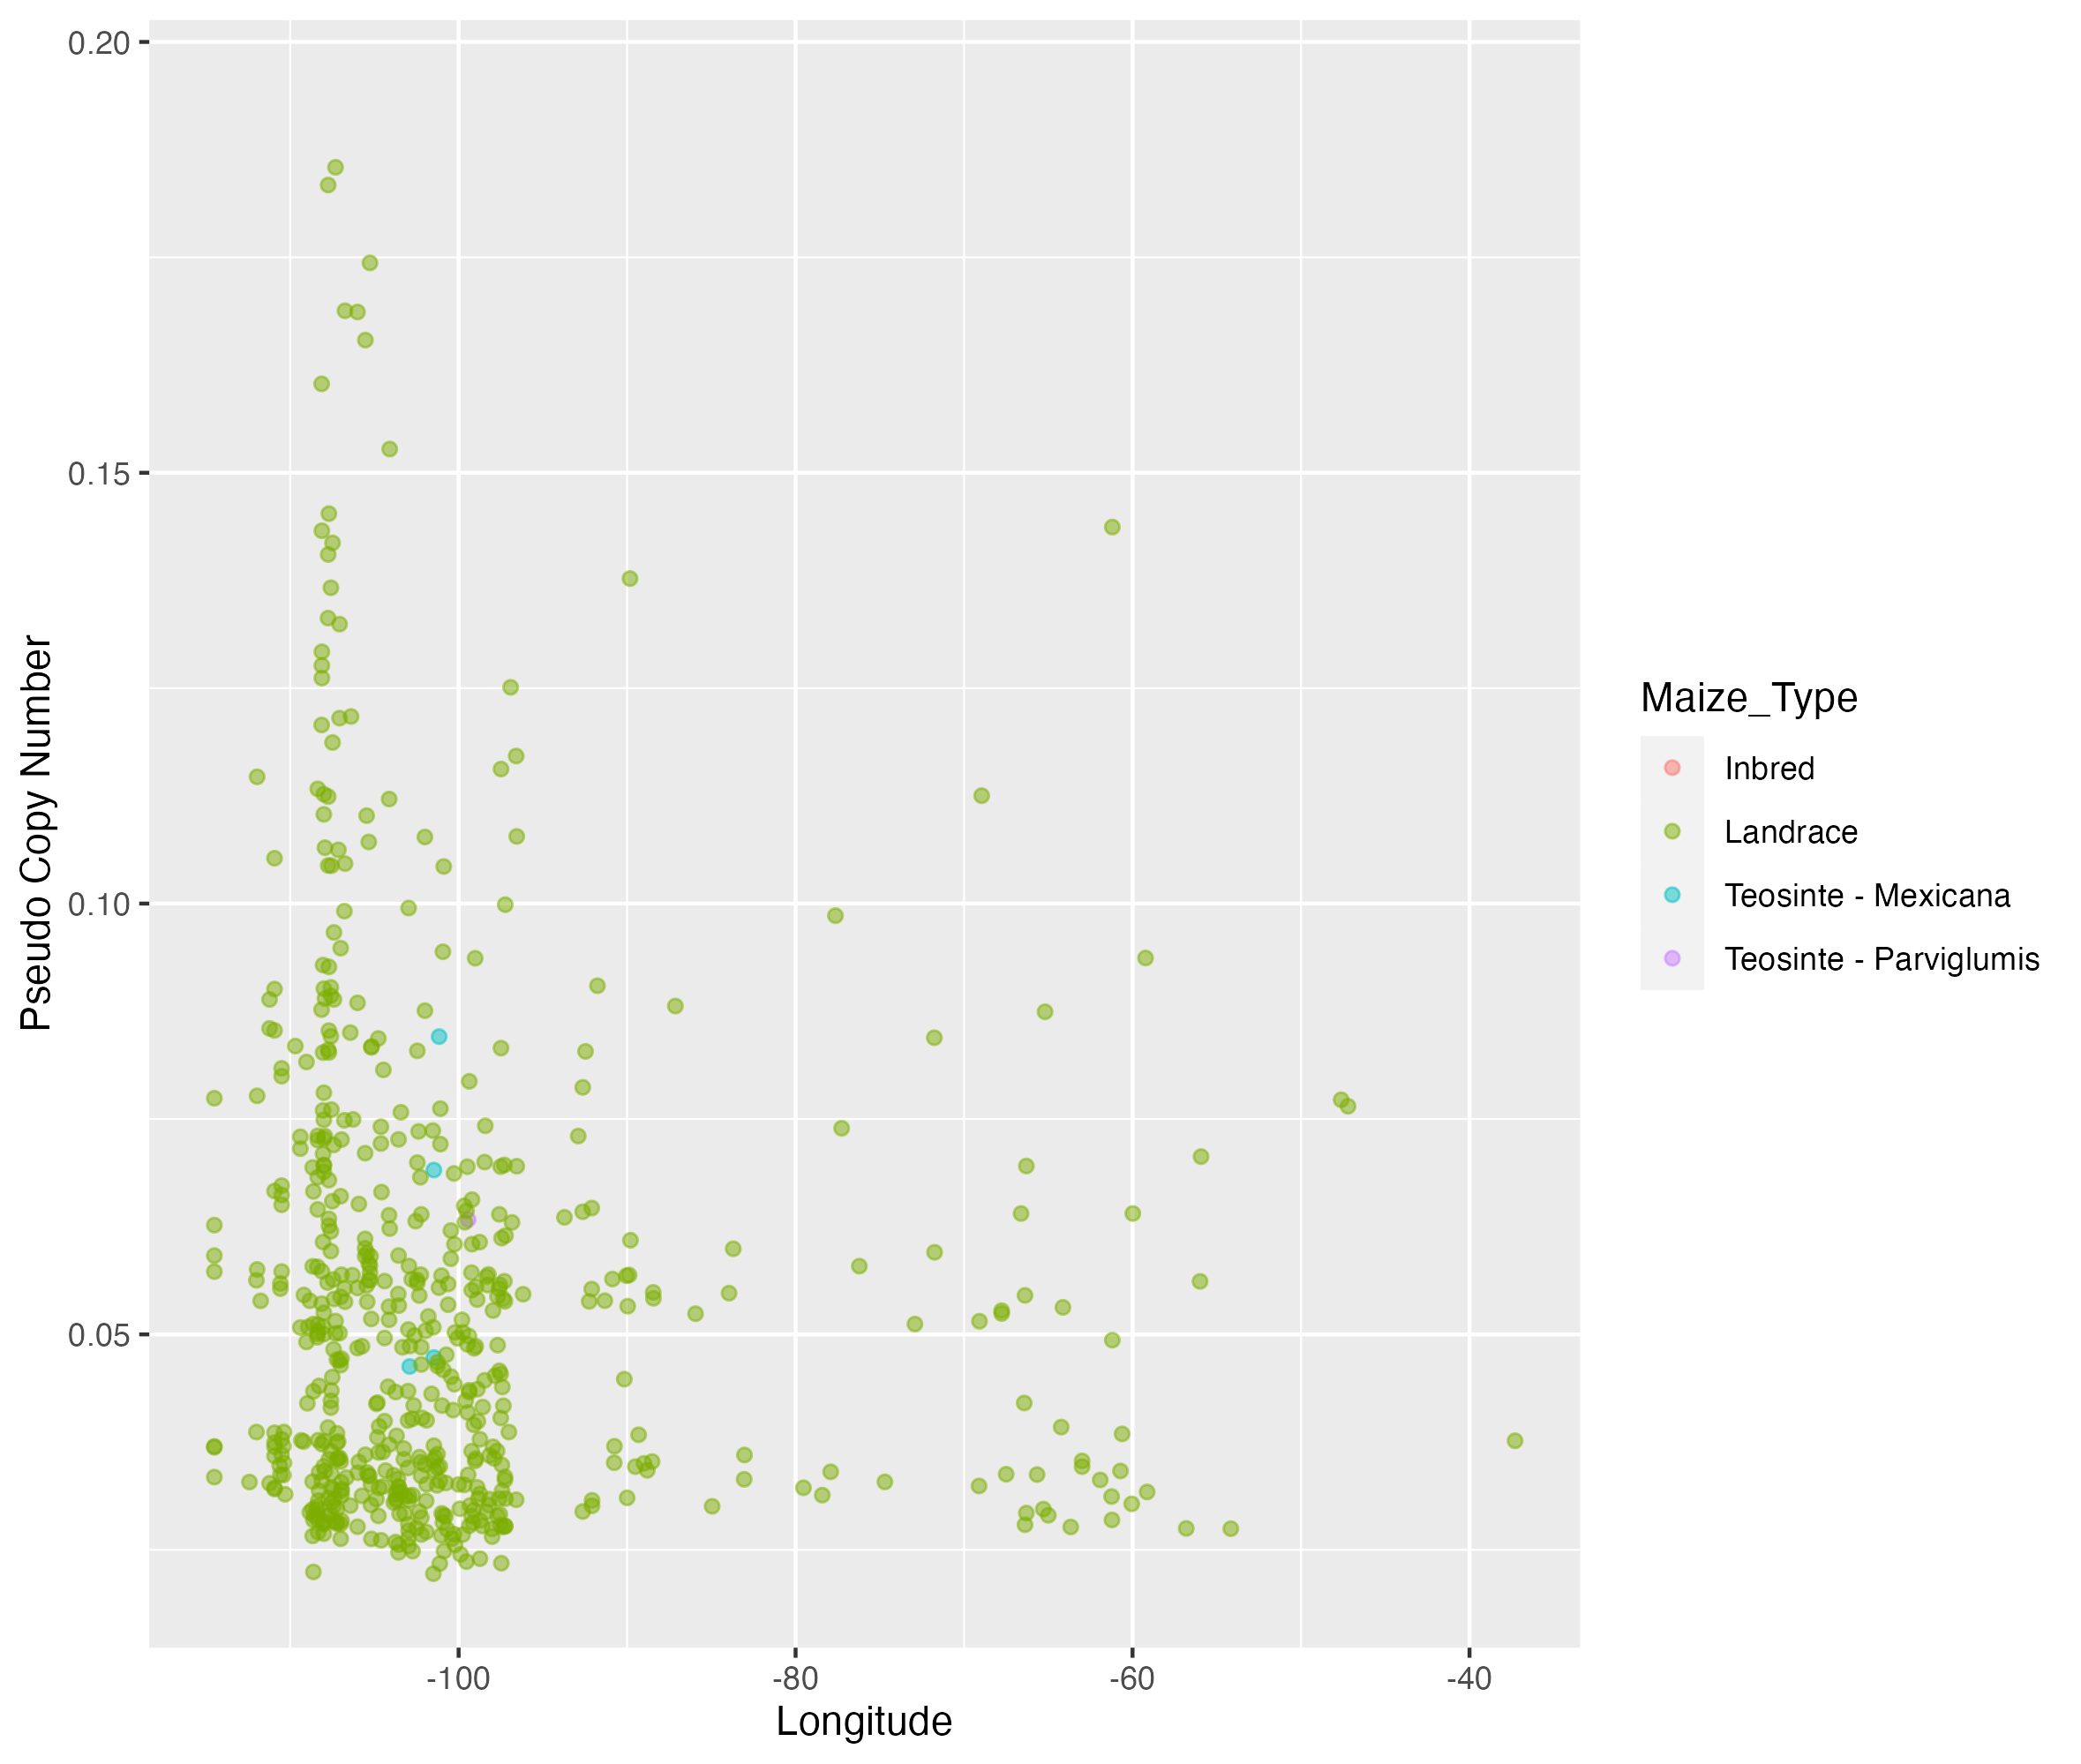 0.20
0.15
0.10
0.05
Pseudo Copy Number
-100
-80
-60
-40
Longitude
Maize_Type
Inbred
Landrace
Teosinte - Mexicana
Teosinte - Parviglumis